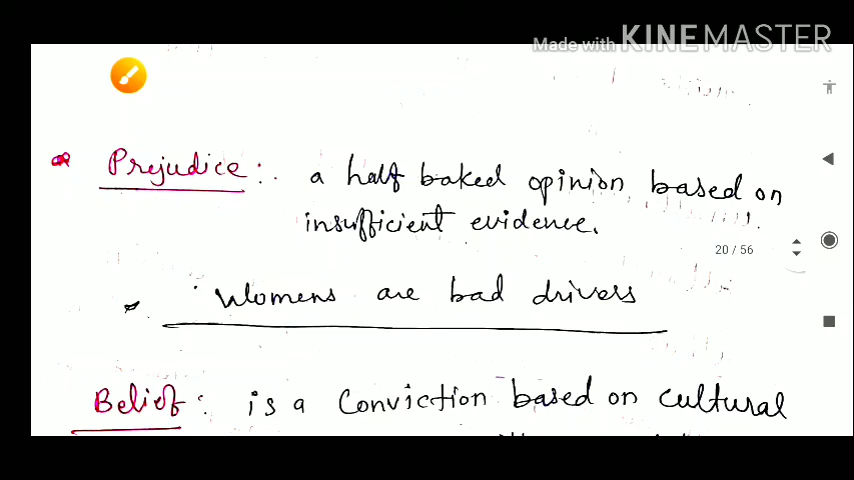 Made with KINEMASTER
Prejudice: a half baked opinion based on
insufficient evidence.
20 / 56
Womens are bad drivers
Belief: is a Conviction based on cultural